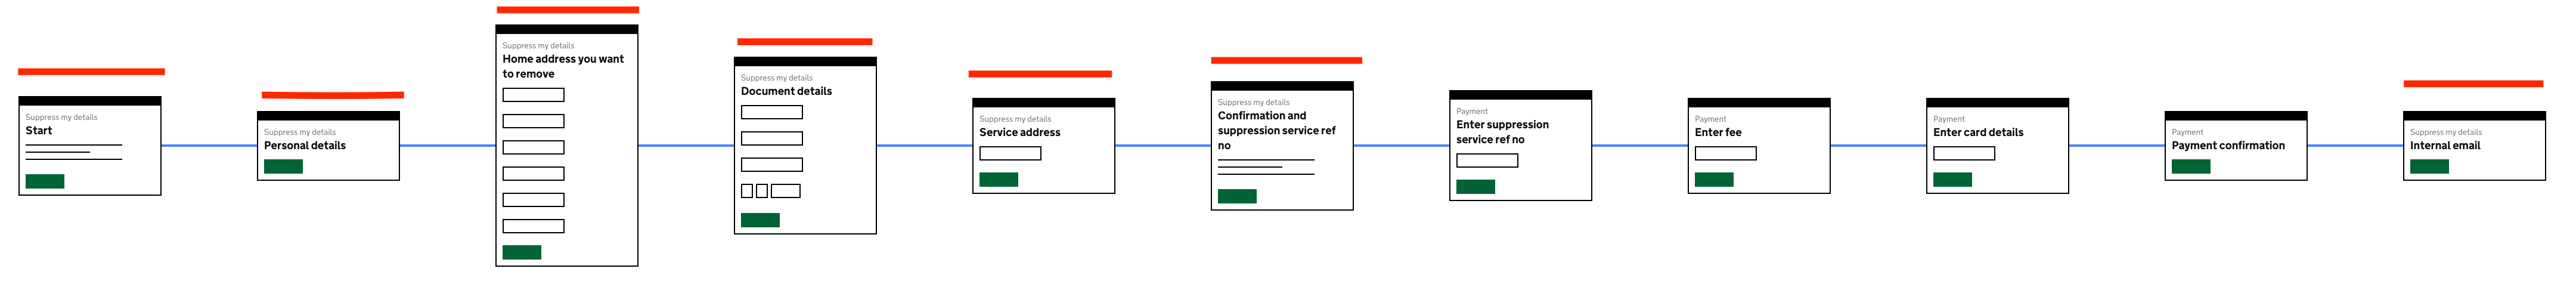 Suppress my details
Start
Suppress my details
Personal details
Suppress my details
Home address you want
to remove
Suppress my details
Document details
Suppress my details
Service address
Suppress my details
Confirmation and
suppression service ref
no
Payment
Enter suppression
service ref no
Payment
Enter fee
Payment
Enter card details
Payment
Payment confirmation
Suppress my details
Internal email